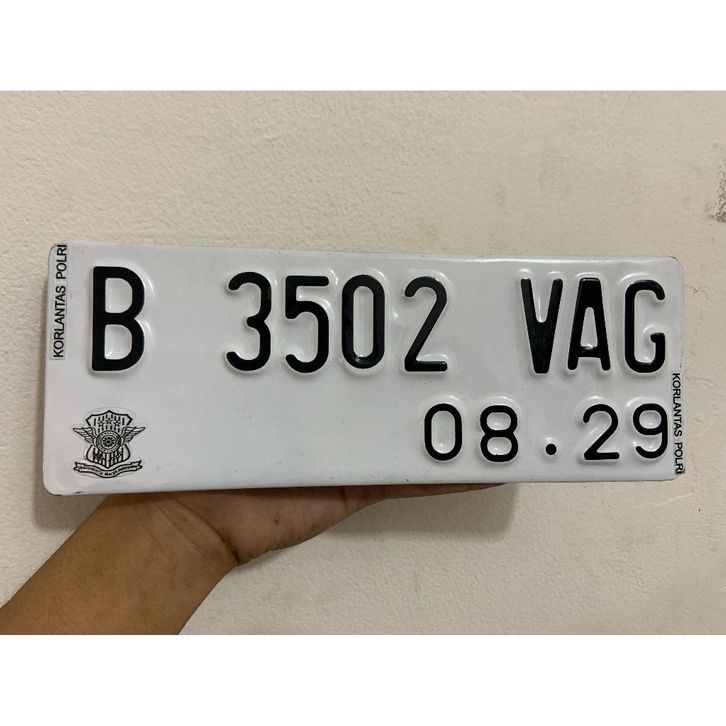 B 3502 VAG
08.29
KORLANTAS POLRI
KORLANTAS POLRI